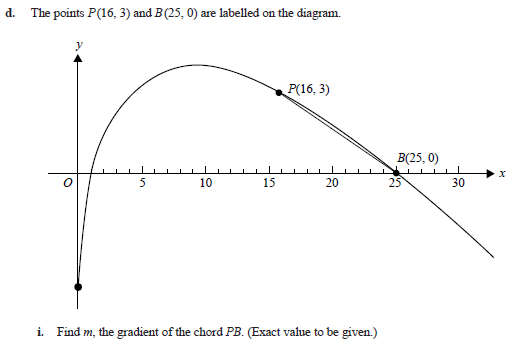 d. The points P(16, 3) and B(25, 0) are labelled on the diagram.
y
P(16, 3)
B(25, 0)
x
O 5 10 15 20 25 30
i. Find m, the gradient of the chord PB. (Exact value to be given.)